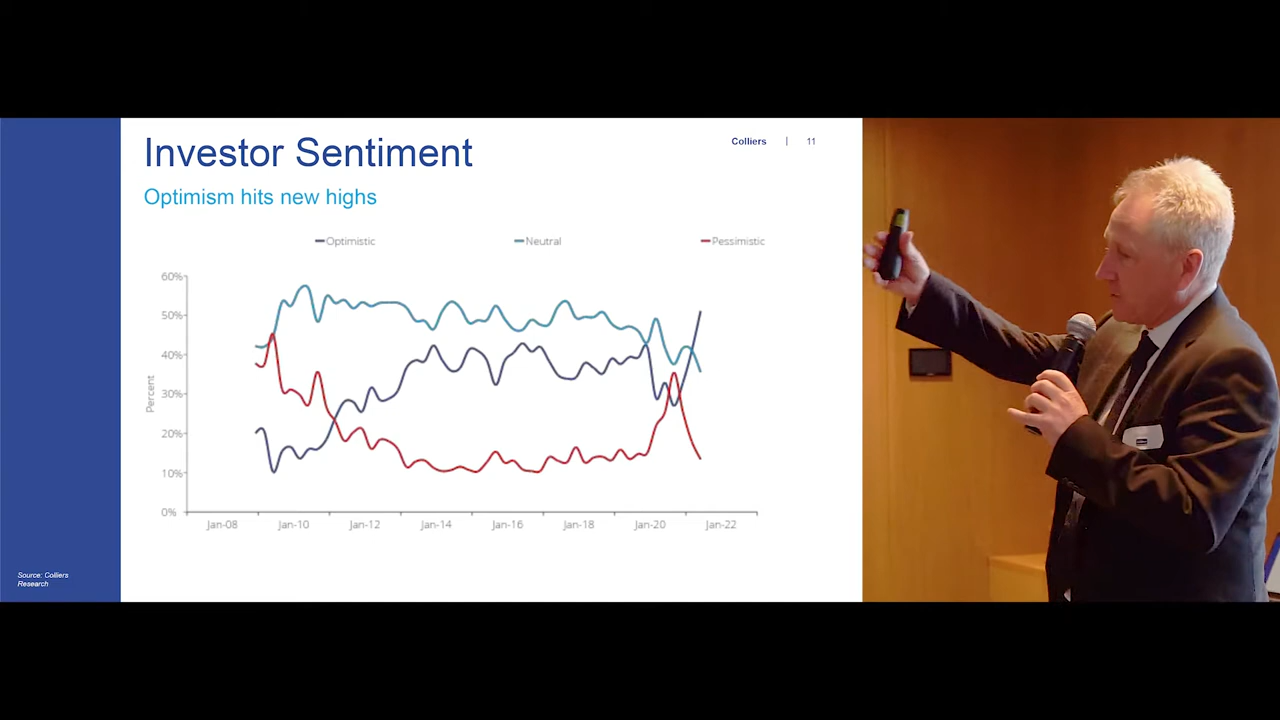 Investor Sentiment
Colliers | 11
Optimism hits new highs
Optimistic Neutral Pessimistic
60%
50%
40%
30%
20%
10%
0%
Percent
Jan-08 Jan-10 Jan-12 Jan-14 Jan-16 Jan-18 Jan-20 Jan-22
Source: Colliers
Research